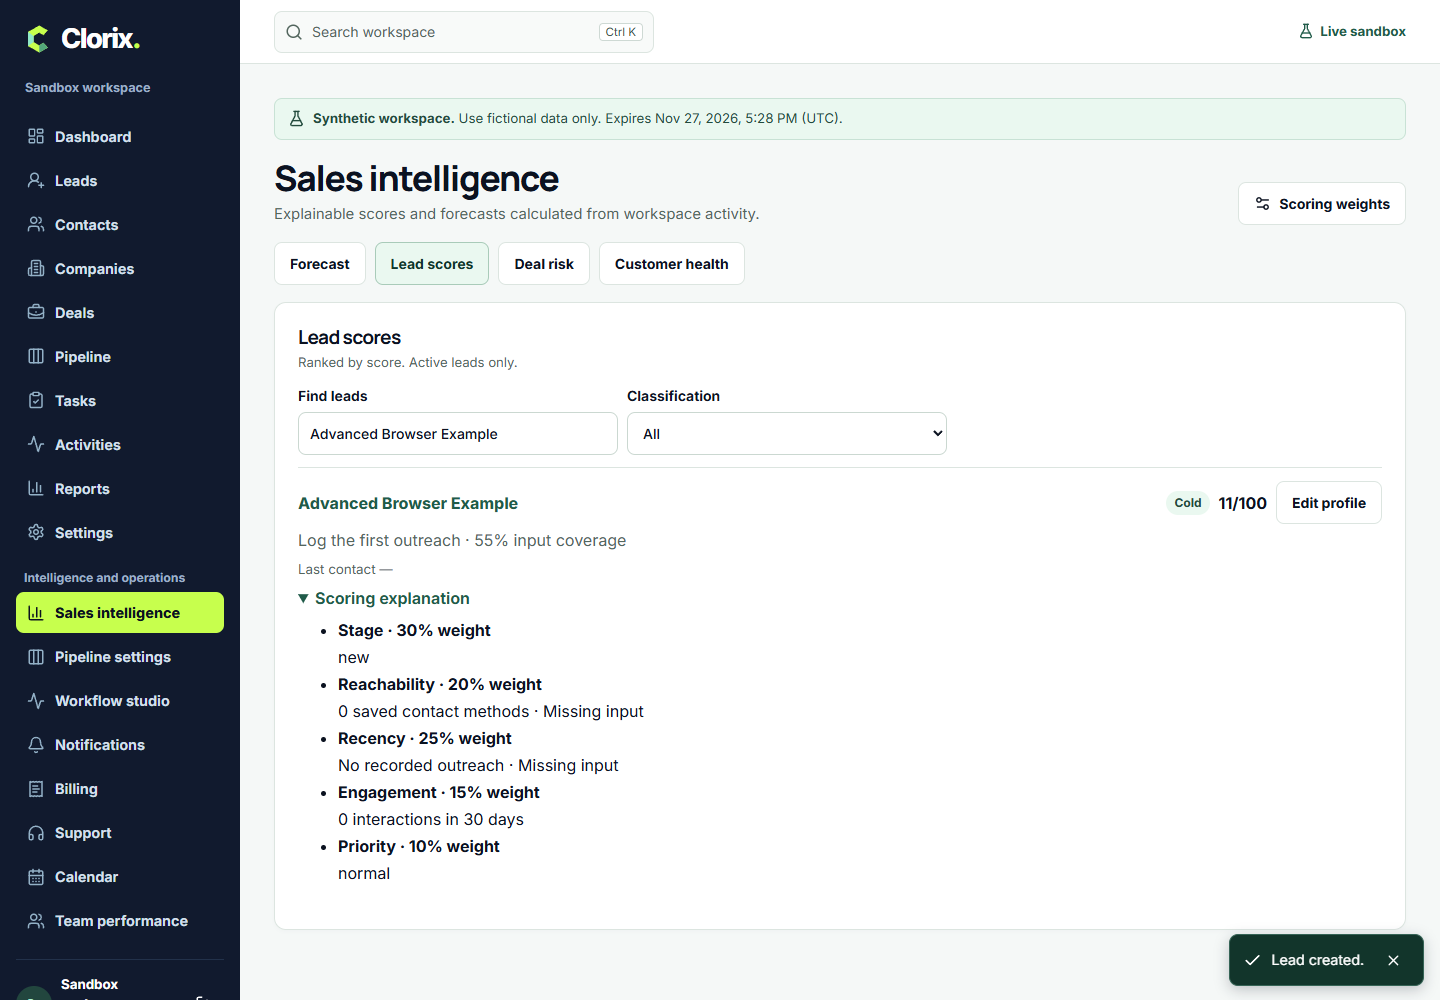 Clorix.
Sandbox workspace
Dashboard
Leads
Contacts
Companies
Deals
Pipeline
Tasks
Activities
Reports
Settings
Intelligence and operations
Sales intelligence
Pipeline settings
Workflow studio
Notifications
Billing
Support
Calendar
Team performance
Sandbox
Search workspace
Ctrl K
Live sandbox
Synthetic workspace. Use fictional data only. Expires Nov 27, 2026, 5:28 PM (UTC).
Sales intelligence
Explainable scores and forecasts calculated from workspace activity.
Scoring weights
Forecast
Lead scores
Deal risk
Customer health
Lead scores
Ranked by score. Active leads only.
Find leads
Classification
Advanced Browser Example
All
Advanced Browser Example
Cold
11/100
Edit profile
Log the first outreach · 55% input coverage
Last contact —
Scoring explanation
• Stage · 30% weight
new
• Reachability · 20% weight
0 saved contact methods · Missing input
• Recency · 25% weight
No recorded outreach · Missing input
• Engagement · 15% weight
0 interactions in 30 days
• Priority · 10% weight
normal
Lead created.